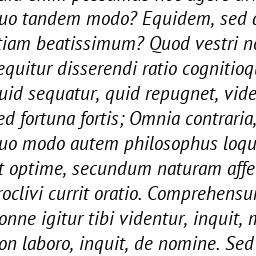 uo tandem modo? Equidem, sed
tiam beatissimum? Quod vestri
equitur disserendi ratio cognitioq
uid sequatur, quid repugnet, vide
ed fortuna fortis; Omnia contraria,
uo modo autem philosophus loqu
t optime, secundum naturam affe
roclivi currit oratio. Comprehensu
onne igitur tibi videntur, inquit,
on laboro, inquit, de nomine. Sed